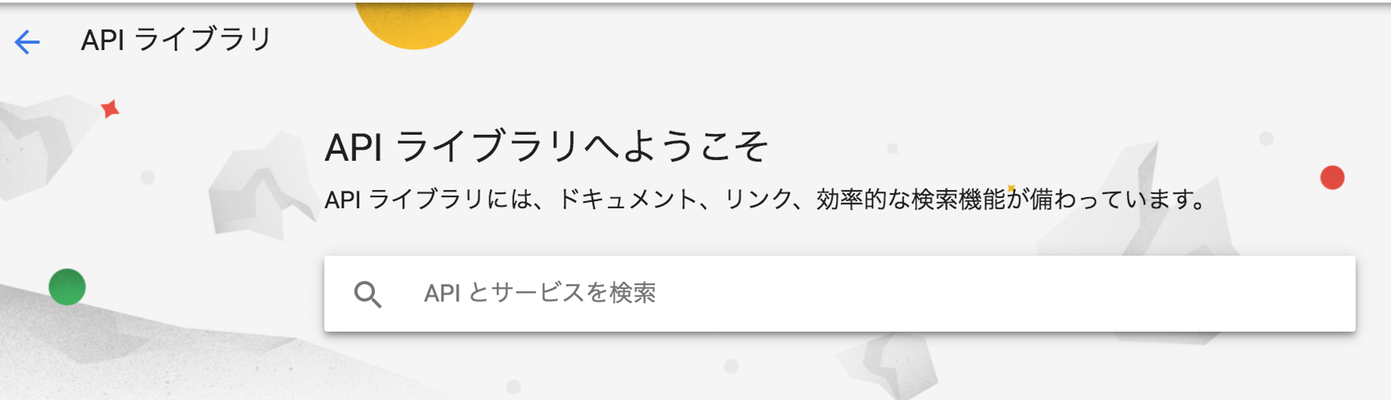 API ライブラリ
API ライブラリへようこそ
API ライブラリには、ドキュメント、リンク、効率的な検索機能が備わっています。
API とサービスを検索